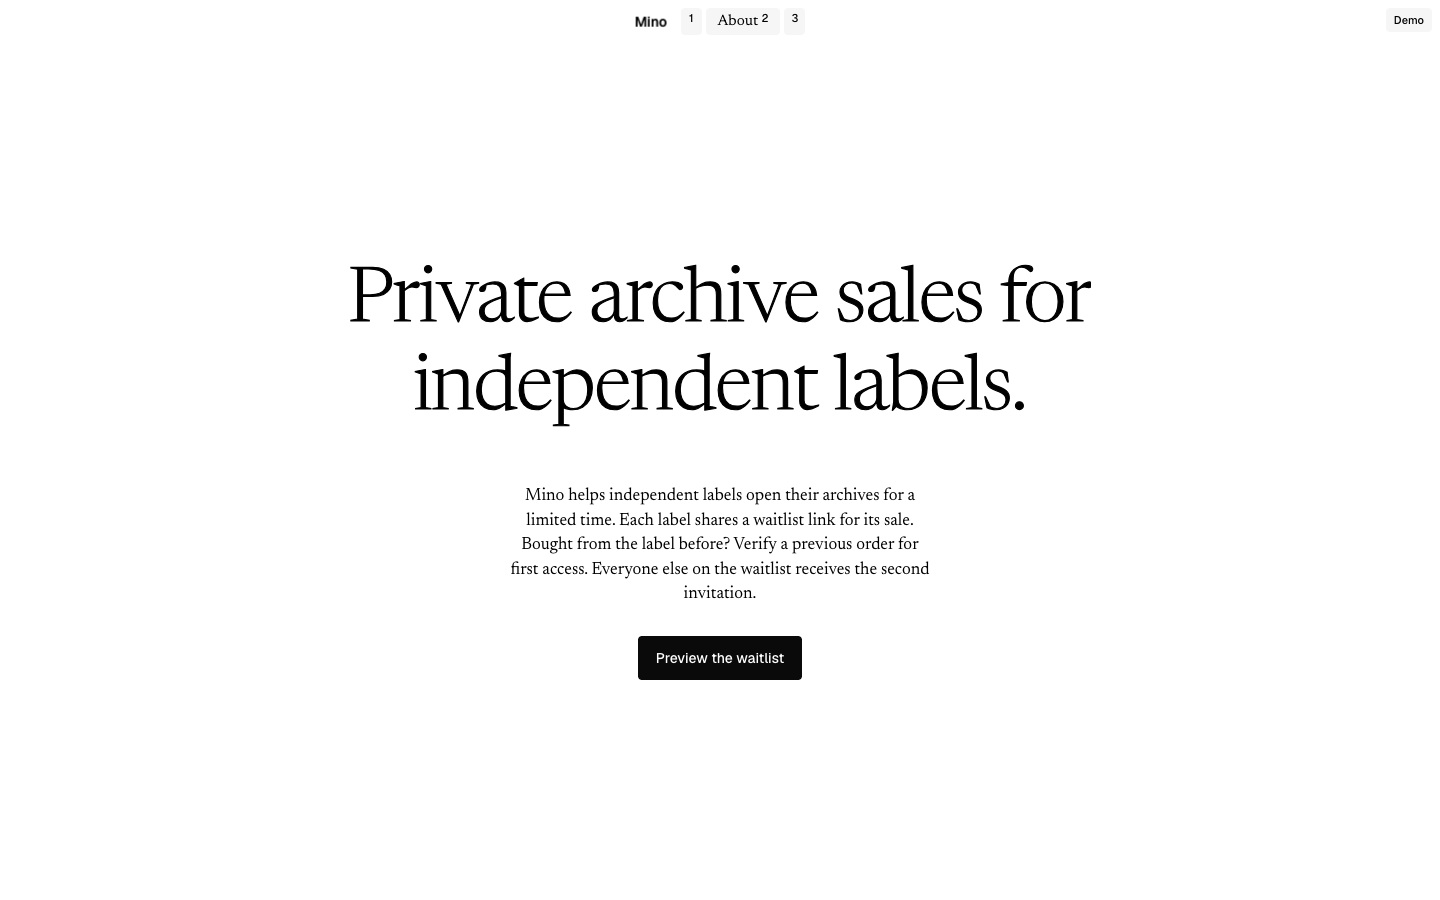 Mino 1 About 2 3 Demo
Private archive sales for
independent labels.
Mino helps independent labels open their archives for a
limited time. Each label shares a waitlist link for its sale.
Bought from the label before? Verify a previous order for
first access. Everyone else on the waitlist receives the second
invitation.
Preview the waitlist